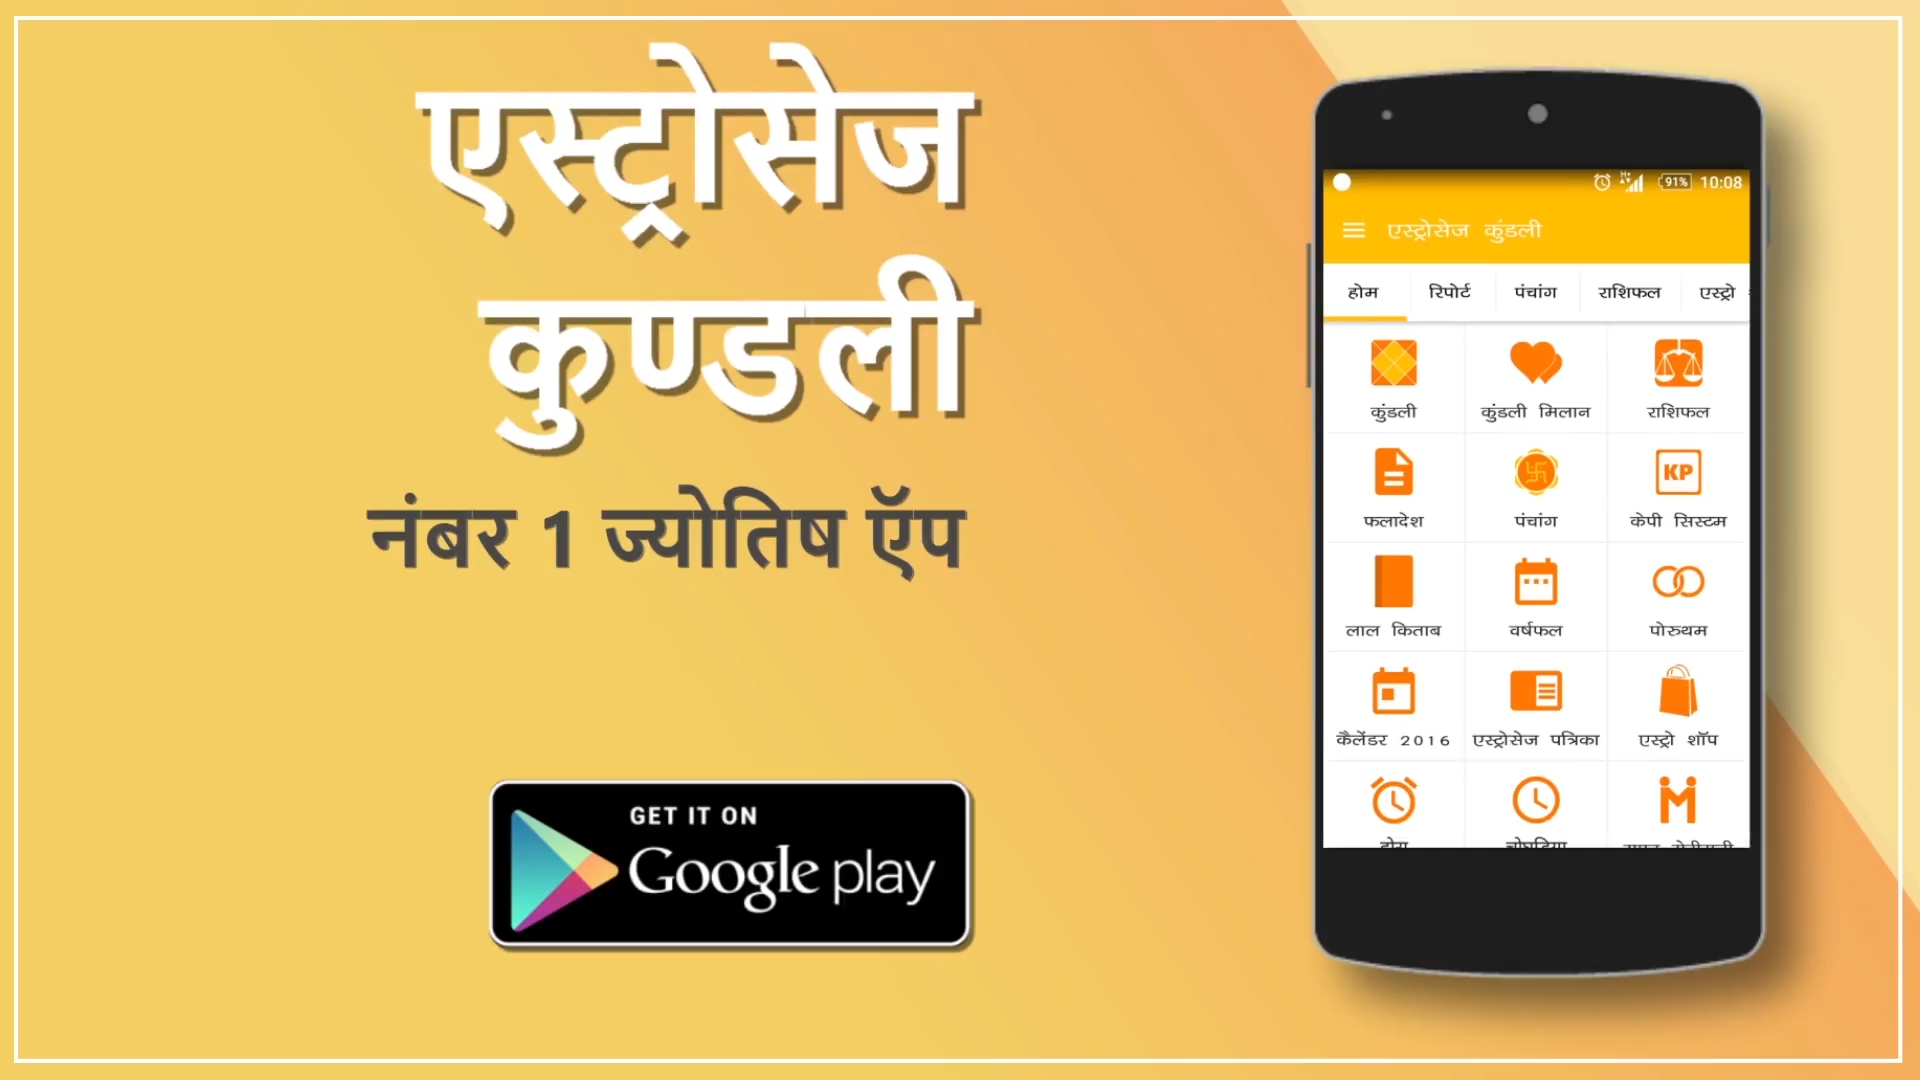 एस्ट्रोसेज
कुण्डली
नंबर 1 ज्योतिष ऍप
GET IT ON
Google play
91% 10:08
एस्ट्रोसेज कुंडली
होम रिपोर्ट पंचांग राशिफल एस्ट्रो
कुंडली कुंडली मिलान राशिफल
फलादेश पंचांग KP केपी सिस्टम
लाल किताब वर्षफल पोरुथम
कैलेंडर 2016 एस्ट्रोसेज पत्रिका एस्ट्रो शॉप
होरा चोघडिया